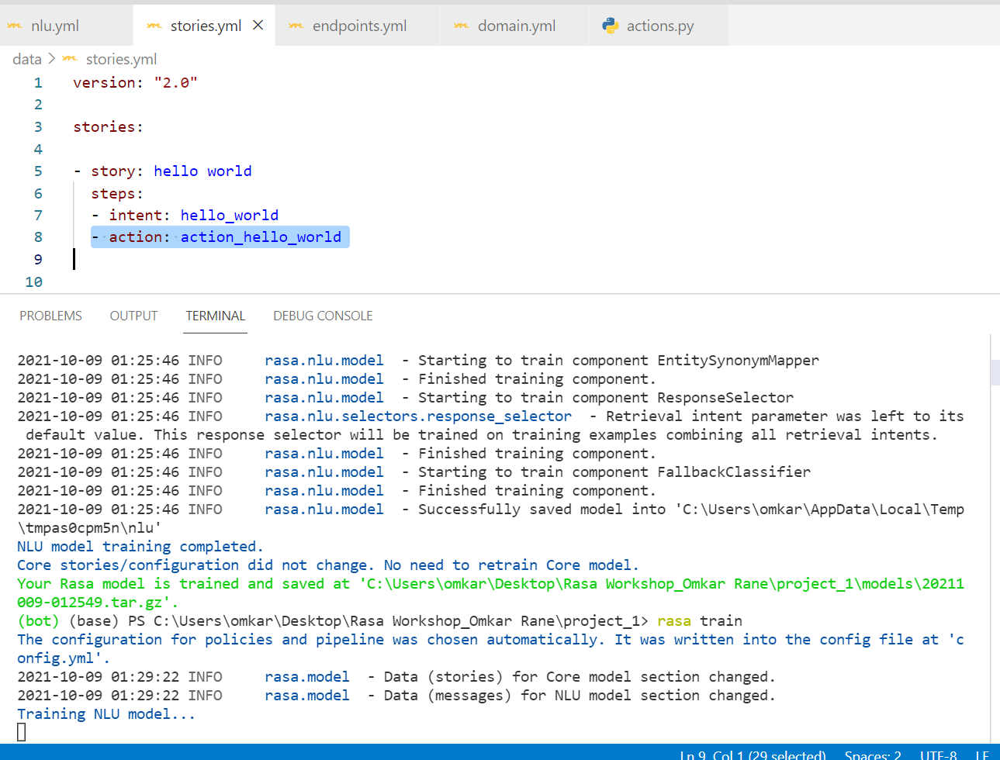 nlu.yml stories.yml endpoints.yml domain.yml actions.py
data > stories.yml
1 version: "2.0"
2
3 stories:
4
5 - story: hello world
6 steps:
7 - intent: hello_world
8 - action: action_hello_world
9
10
PROBLEMS OUTPUT TERMINAL DEBUG CONSOLE
2021-10-09 01:25:46 INFO rasa.nlu.model - Starting to train component EntitySynonymMapper
2021-10-09 01:25:46 INFO rasa.nlu.model - Finished training component.
2021-10-09 01:25:46 INFO rasa.nlu.model - Starting to train component ResponseSelector
2021-10-09 01:25:46 INFO rasa.nlu.selectors.response_selector - Retrieval intent parameter was left to its
default value. This response selector will be trained on training examples combining all retrieval intents.
2021-10-09 01:25:46 INFO rasa.nlu.model - Finished training component.
2021-10-09 01:25:46 INFO rasa.nlu.model - Starting to train component FallbackClassifier
2021-10-09 01:25:46 INFO rasa.nlu.model - Finished training component.
2021-10-09 01:25:46 INFO rasa.nlu.model - Successfully saved model into 'C:\Users\omkar\AppData\Local\Temp
\tmpas0cpm5n\nlu'
NLU model training completed.
Core stories/configuration did not change. No need to retrain Core model.
Your Rasa model is trained and saved at 'C:\Users\omkar\Desktop\Rasa Workshop_Omkar Rane\project_1\models\20211
009-012549.tar.gz'.
(bot) (base) PS C:\Users\omkar\Desktop\Rasa Workshop_Omkar Rane\project_1> rasa train
The configuration for policies and pipeline was chosen automatically. It was written into the config file at 'c
onfig.yml'.
2021-10-09 01:29:22 INFO rasa.model - Data (stories) for Core model section changed.
2021-10-09 01:29:22 INFO rasa.model - Data (messages) for NLU model section changed.
Training NLU model...
Ln 9, Col 1 (29 selected) Spaces: 2 UTF-8 LF